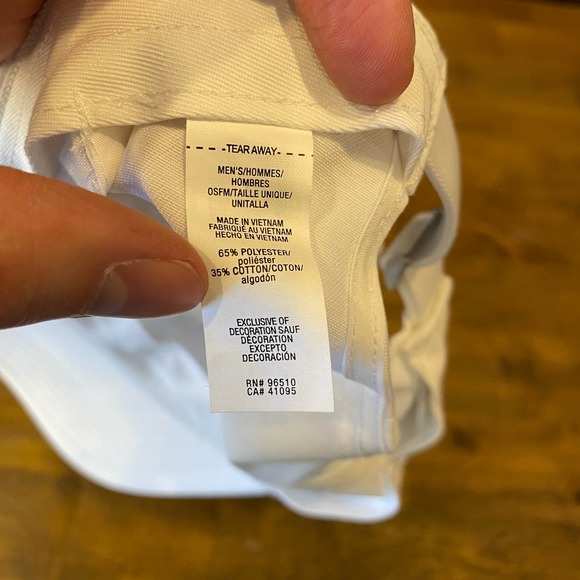 -TEAR AWAY-
MEN'S/HOMMES/
HOMBRES
OSFM/TAILLE UNIQUE/
UNITALLA
MADE IN VIETNAM
FABRIQUÉ AU VIETNAM
HECHO EN VIETNAM
65% POLYESTER/
poliéster
35% COTTON/COTON/
algodón
EXCLUSIVE OF
DECORATION SAUF
DÉCORATION
EXCEPTO
DECORACIÓN
RN# 96510
CA# 41095